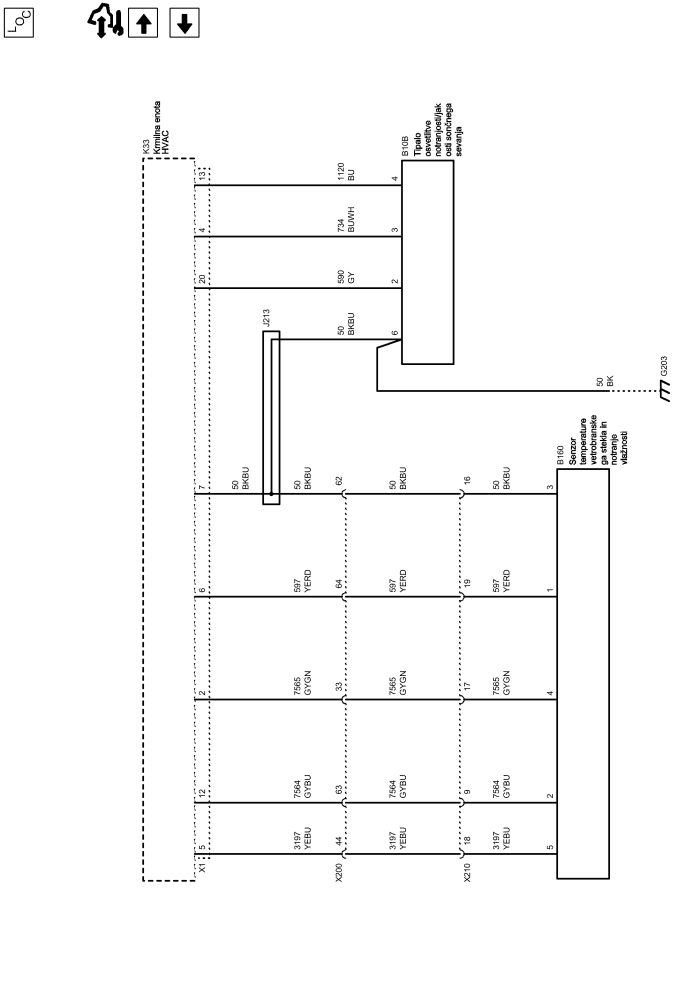 LOC
K33
Krmilna enota
HVAC
X1
5
12
2
6
7
20
4
13
1120
BU
734
BU/WH
590
GY
50
BKBU
J213
50
BKBU
4
3
2
6
B10B
Tipalo
osvetlitve
notranjosti/jak
osti sončnega
sevanja
50
BK
G203
3197
YEBU
7564
GYBU
7565
GYGN
597
YERD
50
BKBU
X200
44
63
33
64
62
3197
YEBU
7564
GYBU
7565
GYGN
597
YERD
50
BKBU
X210
18
9
17
19
16
3197
YEBU
7564
GYBU
7565
GYGN
597
YERD
50
BKBU
5
2
4
1
3
B160
Senzor
temperature
vetrobranske
ga stekla in
notranje
vlažnosti